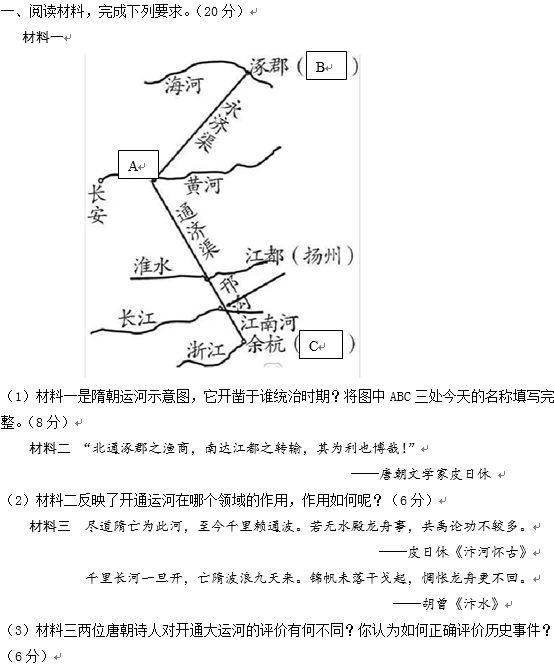 一、阅读材料，完成下列要求。（20分）
材料一
涿郡（ B ）
海河
永济渠
A
长安
黄河
通济渠
淮水
江都（扬州）
邗沟
长江
江南河
浙江
余杭（ C ）
（1）材料一是隋朝运河示意图，它开凿于谁统治时期？将图中ABC三处今天的名称填写完
整。（8分）
材料二 “北通涿郡之渔商，南达江都之转输，其为利也博哉！”
——唐朝文学家皮日休
（2）材料二反映了开通运河在哪个领域的作用，作用如何呢？（6分）
材料三 尽道隋亡为此河，至今千里赖通波。若无水殿龙舟事，共禹论功不较多。
——皮日休《汴河怀古》
千里长河一旦开，亡隋波浪九天来。锦帆未落干戈起，惆怅龙舟更不回。
——胡曾《汴水》
（3）材料三两位唐朝诗人对开通大运河的评价有何不同？你认为如何正确评价历史事件？
（6分）